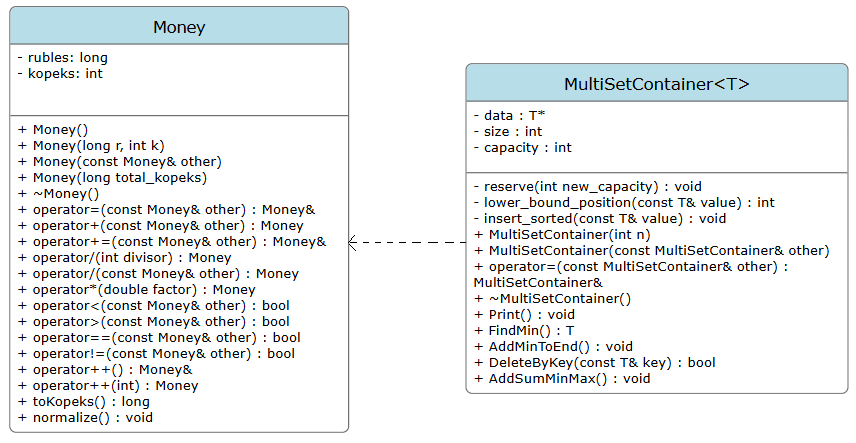 Money
- rubles: long
- kopeks: int
+ Money()
+ Money(long r, int k)
+ Money(const Money& other)
+ Money(long total_kopeks)
+ ~Money()
+ operator=(const Money& other) : Money&
+ operator+(const Money& other) : Money
+ operator+=(const Money& other) : Money&
+ operator/(int divisor) : Money
+ operator/(const Money& other) : Money
+ operator*(double factor) : Money
+ operator<(const Money& other) : bool
+ operator>(const Money& other) : bool
+ operator==(const Money& other) : bool
+ operator!=(const Money& other) : bool
+ operator++() : Money&
+ operator++(int) : Money
+ toKopeks() : long
+ normalize() : void
MultiSetContainer<T>
- data : T*
- size : int
- capacity : int
- reserve(int new_capacity) : void
- lower_bound_position(const T& value) : int
- insert_sorted(const T& value) : void
+ MultiSetContainer(int n)
+ MultiSetContainer(const MultiSetContainer& other)
+ operator=(const MultiSetContainer& other) :
MultiSetContainer&
+ ~MultiSetContainer()
+ Print() : void
+ FindMin() : T
+ AddMinToEnd() : void
+ DeleteByKey(const T& key) : bool
+ AddSumMinMax() : void